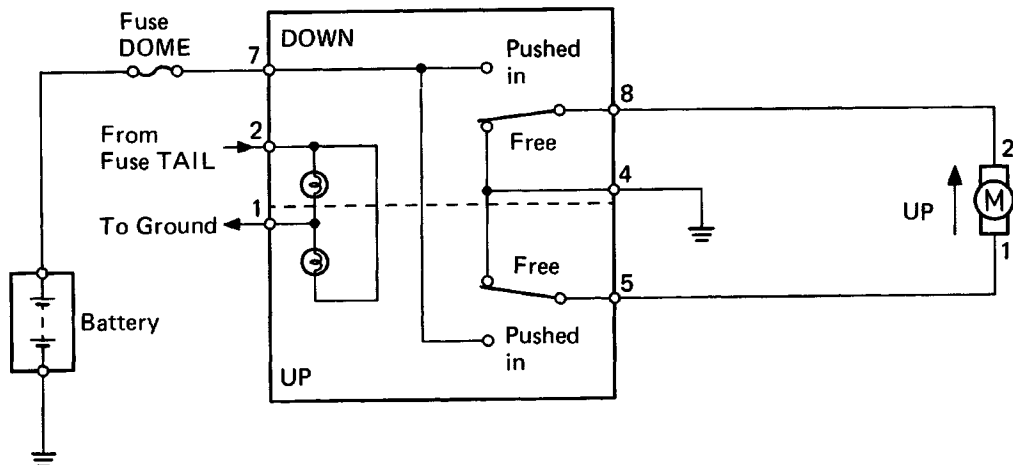 Fuse
DOME
7
DOWN
Pushed
in
8
From
Fuse TAIL
2
Free
4
2
To Ground
1
UP
M
1
Free
5
Battery
Pushed
in
UP